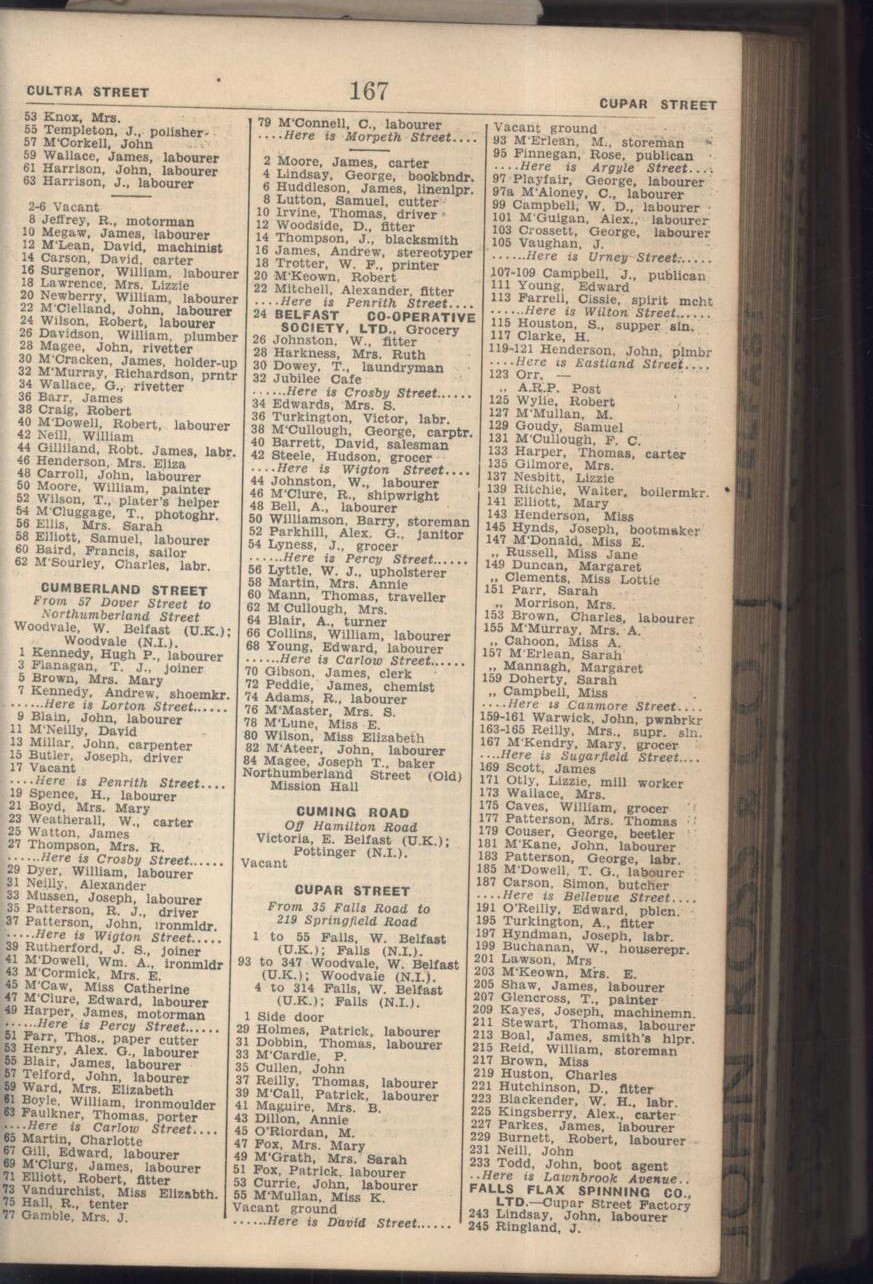 CULTRA STREET
167
CUPAR STREET
53 Knox, Mrs.
55 Templeton, J., polisher
57 M'Corkell, John
59 Wallace, James, labourer
61 Harrison, John, labourer
63 Harrison, J., labourer
2-6 Vacant
8 Jeffrey, R., motorman
10 Megaw, James, labourer
12 M'Lean, David, machinist
14 Carson, David, carter
16 Surgenor, William, labourer
18 Lawrence, Mrs. Lizzie
20 Newberry, William, labourer
22 M'Clelland, John, labourer
24 Wilson, Robert, labourer
26 Davidson, William, plumber
28 Magee, John, rivetter
30 M'Cracken, James, holder-up
32 M'Murray, Richardson, prntr
34 Wallace, G., rivetter
36 Barr, James
38 Craig, Robert
40 M'Dowell, Robert, labourer
42 Neill, William
44 Gilliland, Robt. James, labr.
46 Henderson, Mrs. Eliza
48 Carroll, John, labourer
50 Moore, William, painter
52 Wilson, T., plater's helper
54 M'Cluggage, T., photoghr.
56 Ellis, Mrs. Sarah
58 Elliott, Samuel, labourer
60 Baird, Francis, sailor
62 M'Sourley, Charles, labr.
CUMBERLAND STREET
From 57 Dover Street to
Northumberland Street
Woodvale, W. Belfast (U.K.);
Woodvale (N.I.).
1 Kennedy, Hugh P., labourer
3 Flanagan, T. J., joiner
5 Brown, Mrs. Mary
7 Kennedy, Andrew, shoemkr.
......Here is Lorton Street......
9 Blain, John, labourer
11 M'Neilly, David
13 Millar, John, carpenter
15 Butler, Joseph, driver
17 Vacant
....Here is Penrith Street....
19 Spence, H., labourer
21 Boyd, Mrs. Mary
23 Weatherall, W., carter
25 Watton, James
27 Thompson, Mrs. R.
......Here is Crosby Street......
29 Dyer, William, labourer
31 Neilly, Alexander
33 Mussen, Joseph, labourer
35 Patterson, R. J., driver
37 Patterson, John, ironmldr.
.....Here is Wigton Street.....
39 Rutherford, J. S., joiner
41 M'Dowell, Wm. A., ironmldr
43 M'Cormick, Mrs. E.
45 M'Caw, Miss Catherine
47 M'Clure, Edward, labourer
49 Harper, James, motorman
......Here is Percy Street......
51 Farr, Thos., paper cutter
53 Henry, Alex. G., labourer
55 Blair, James, labourer
57 Telford, John, labourer
59 Ward, Mrs. Elizabeth
61 Boyle, William, ironmoulder
63 Faulkner, Thomas, porter
....Here is Carlow Street....
65 Martin, Charlotte
67 Gill, Edward, labourer
69 M'Clurg, James, labourer
71 Elliott, Robert, fitter
73 Vandurchist, Miss Elizabth.
75 Hall, R., tenter
77 Gamble, Mrs. J.
79 M'Connell, C., labourer
....Here is Morpeth Street....
2 Moore, James, carter
4 Lindsay, George, bookbndr.
6 Huddleson, James, linenlpr.
8 Lutton, Samuel, cutter
10 Irvine, Thomas, driver
12 Woodside, D., fitter
14 Thompson, J., blacksmith
16 James, Andrew, stereotyper
18 Trotter, W. F., printer
20 M'Keown, Robert
22 Mitchell, Alexander, fitter
....Here is Penrith Street....
24 BELFAST CO-OPERATIVE
SOCIETY, LTD., Grocery
26 Johnston, W., fitter
28 Harkness, Mrs. Ruth
30 Dowey, T., laundryman
32 Jubilee Cafe
......Here is Crosby Street......
34 Edwards, Mrs. S.
36 Turkington, Victor, labr.
38 M'Cullough, George, carptr.
40 Barrett, David, salesman
42 Steele, Hudson, grocer
....Here is Wigton Street....
44 Johnston, W., labourer
46 M'Clure, R., shipwright
48 Bell, A., labourer
50 Williamson, Barry, storeman
52 Parkhill, Alex. G., janitor
54 Lyness, J., grocer
......Here is Percy Street......
56 Lyttle, W. J., upholsterer
58 Martin, Mrs. Annie
60 Mann, Thomas, traveller
62 M Cullough, Mrs.
64 Blair, A., turner
66 Collins, William, labourer
68 Young, Edward, labourer
......Here is Carlow Street......
70 Gibson, James, clerk
72 Peddie, James, chemist
74 Adams, R., labourer
76 M'Master, Mrs. S.
78 M'Lune, Miss E.
80 Wilson, Miss Elizabeth
82 M'Ateer, John, labourer
84 Magee, Joseph T., baker
Northumberland Street (Old)
Mission Hall
CUMING ROAD
Off Hamilton Road
Victoria, E. Belfast (U.K.);
Pottinger (N.I.).
Vacant
CUPAR STREET
From 35 Falls Road to
219 Springfield Road
1 to 55 Falls, W. Belfast
(U.K.); Falls (N.I.).
93 to 347 Woodvale, W. Belfast
(U.K.); Woodvale (N.I.).
4 to 314 Falls, W. Belfast
(U.K.); Falls (N.I.).
1 Side door
29 Holmes, Patrick, labourer
31 Dobbin, Thomas, labourer
33 M'Cardle, P.
35 Cullen, John
37 Reilly, Thomas, labourer
39 M'Call, Patrick, labourer
41 Maguire, Mrs. B.
43 Dillon, Annie
45 O'Riordan, M.
47 Fox, Mrs. Mary
49 M'Grath, Mrs. Sarah
51 Fox, Patrick, labourer
53 Currie, John, labourer
55 M'Mullan, Miss K.
Vacant ground
......Here is David Street......
Vacant ground
93 M'Erlean, M., storeman
95 Finnegan, Rose, publican
....Here is Argyle Street....
97 Playfair, George, labourer
97a M'Aloney, C., labourer
99 Campbell, W. D., labourer
101 M'Guigan, Alex., labourer
103 Crossett, George, labourer
105 Vaughan, J.
......Here is Urney Street......
107-109 Campbell, J., publican
111 Young, Edward
113 Farrell, Cissie, spirit mcht
......Here is Wilton Street......
115 Houston, S., supper sln.
117 Clarke, H.
119-121 Henderson, John, plmbr
....Here is Eastland Street....
123 Orr, —
„ A.R.P. Post
125 Wylie, Robert
127 M'Mullan, M.
129 Goudy, Samuel
131 M'Cullough, F. C.
133 Harper, Thomas, carter
135 Gilmore, Mrs.
137 Nesbitt, Lizzie
139 Ritchie, Walter, boilermkr.
141 Elliott, Mary
143 Henderson, Miss
145 Hynds, Joseph, bootmaker
147 M'Donald, Miss E.
„ Russell, Miss Jane
149 Duncan, Margaret
„ Clements, Miss Lottie
151 Parr, Sarah
„ Morrison, Mrs.
153 Brown, Charles, labourer
155 M'Murray, Mrs. A.
„ Cahoon, Miss A.
157 M'Erlean, Sarah
„ Mannagh, Margaret
159 Doherty, Sarah
„ Campbell, Miss
....Here is Canmore Street....
159-161 Warwick, John, pwnbrkr
163-165 Reilly, Mrs., supr. sln.
167 M'Kendry, Mary, grocer
....Here is Sugarfield Street....
169 Scott, James
171 Otly, Lizzie, mill worker
173 Wallace, Mrs.
175 Caves, William, grocer
177 Patterson, Mrs. Thomas
179 Couser, George, beetler
181 M'Kane, John, labourer
183 Patterson, George, labr.
185 M'Dowell, T. G., labourer
187 Carson, Simon, butcher
....Here is Bellevue Street....
191 O'Reilly, Edward, pblcn.
195 Turkington, A., fitter
197 Hyndman, Joseph, labr.
199 Buchanan, W., houserepr.
201 Lawson, Mrs
203 M'Keown, Mrs. E.
205 Shaw, James, labourer
207 Glencross, T., painter
209 Kayes, Joseph, machinemn.
211 Stewart, Thomas, labourer
213 Boal, James, smith's hlpr.
215 Reid, William, storeman
217 Brown, Miss
219 Huston, Charles
221 Hutchinson, D., fitter
223 Blackender, W. H., labr.
225 Kingsberry, Alex., carter
227 Parkes, James, labourer
229 Burnett, Robert, labourer
231 Neill, John
233 Todd, John, boot agent
..Here is Lawnbrook Avenue..
FALLS FLAX SPINNING CO.,
LTD.—Cupar Street Factory
243 Lindsay, John, labourer
245 Ringland, J.